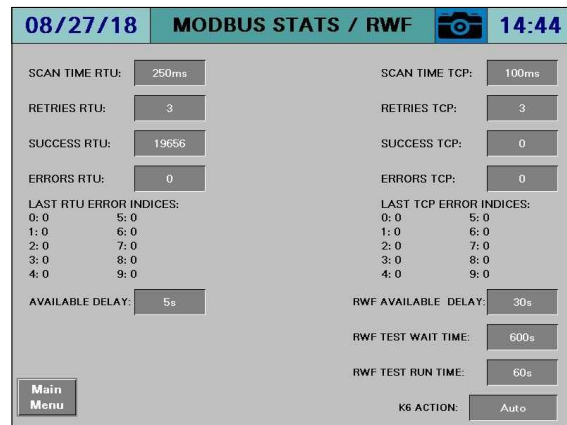 08/27/18 MODBUS STATS / RWF 14:44
SCAN TIME RTU: 250ms SCAN TIME TCP: 100ms
RETRIES RTU: 3 RETRIES TCP: 3
SUCCESS RTU: 19656 SUCCESS TCP: 0
ERRORS RTU: 0 ERRORS TCP: 0
LAST RTU ERROR INDICES: LAST TCP ERROR INDICES:
0: 0 5: 0 0: 0 5: 0
1: 0 6: 0 1: 0 6: 0
2: 0 7: 0 2: 0 7: 0
3: 0 8: 0 3: 0 8: 0
4: 0 9: 0 4: 0 9: 0
AVAILABLE DELAY: 5s RWF AVAILABLE DELAY: 30s
RWF TEST WAIT TIME: 600s
RWF TEST RUN TIME: 60s
Main
Menu
K6 ACTION: Auto